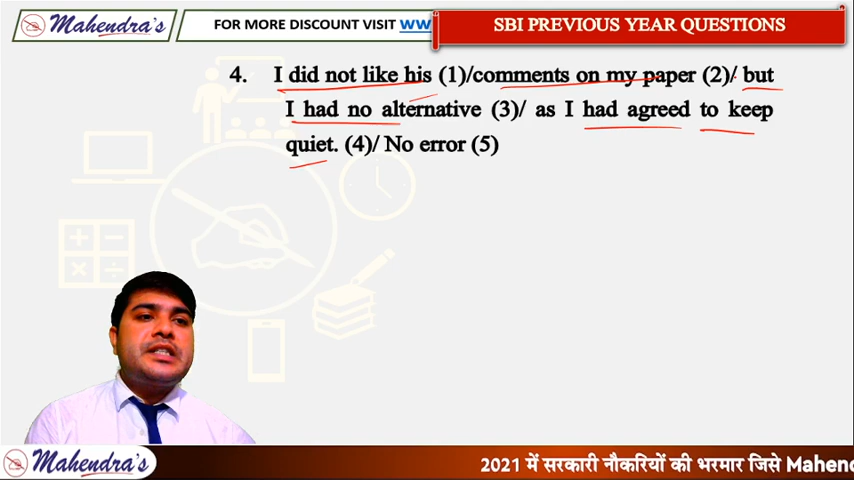 Mahendra's
FOR MORE DISCOUNT VISIT WW
SBI PREVIOUS YEAR QUESTIONS
4. I did not like his (1)/comments on my paper (2)/ but
I had no alternative (3)/ as I had agreed to keep
quiet. (4)/ No error (5)
Mahendra's
2021 में सरकारी नौकरियों की भरमार जिसे Mahend